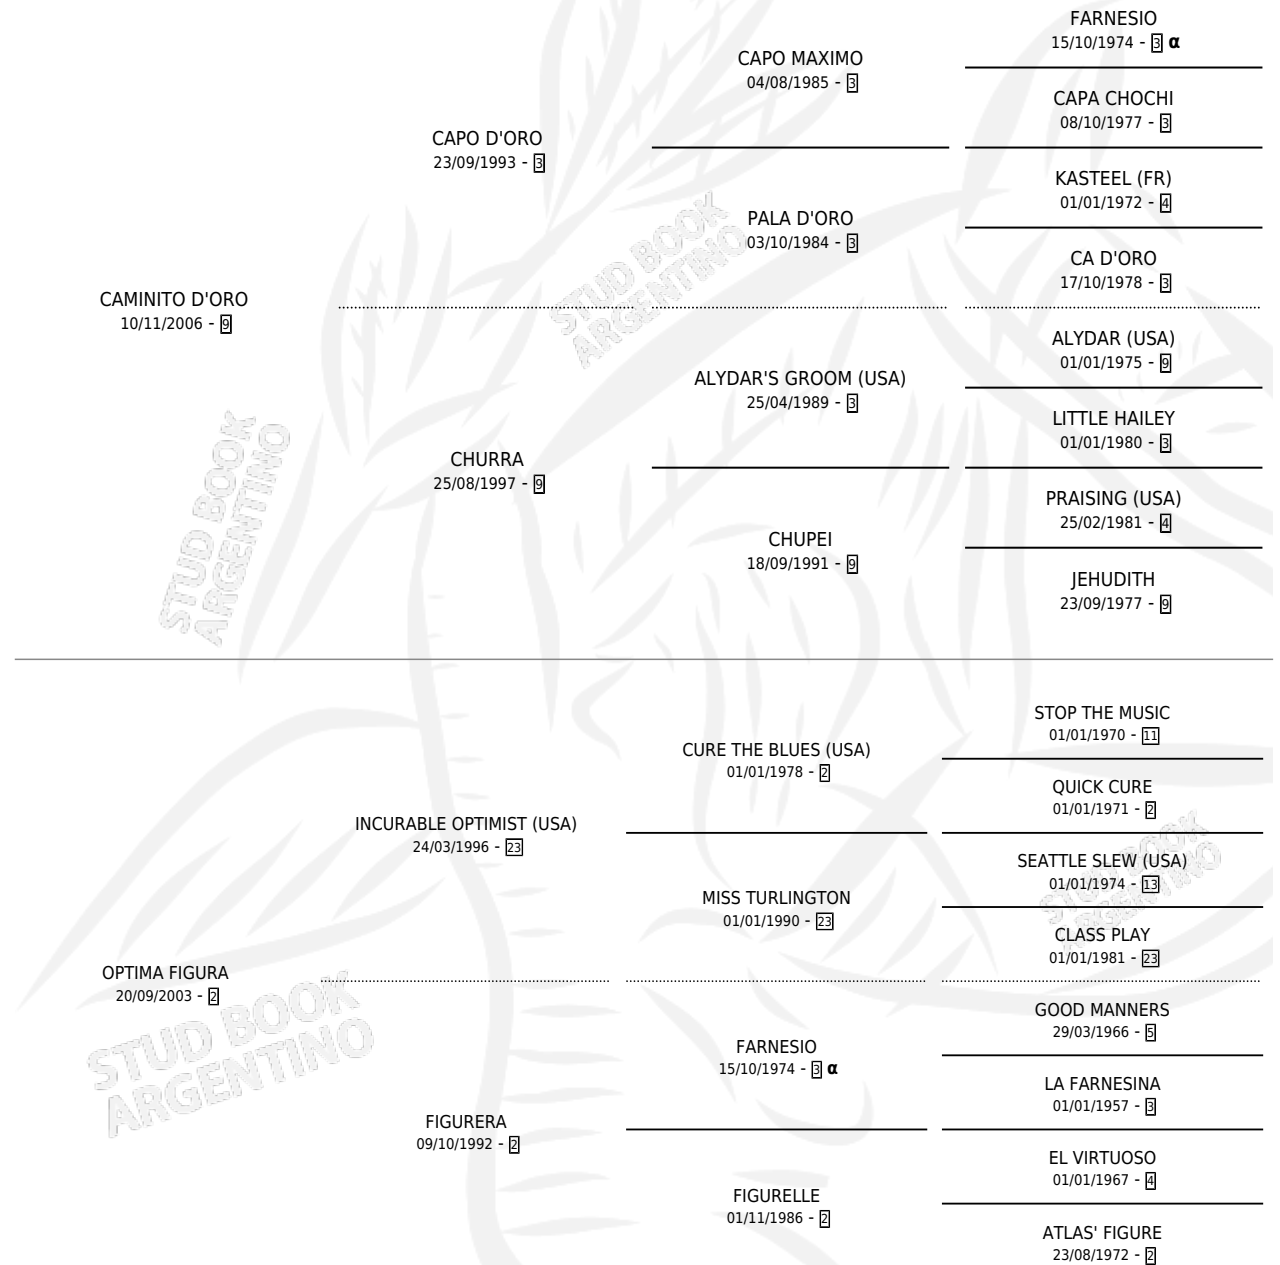 FARNESIO
15/10/1974 - 3 α
CAPO MAXIMO
04/08/1985 - 3
CAPA CHOCHI
08/10/1977 - 3
CAPO D'ORO
23/09/1993 - 3
KASTEEL (FR)
01/01/1972 - 4
PALA D'ORO
03/10/1984 - 3
CA D'ORO
17/10/1978 - 3
CAMINITO D'ORO
10/11/2006 - 9
ALYDAR (USA)
01/01/1975 - 9
ALYDAR'S GROOM (USA)
25/04/1989 - 3
LITTLE HAILEY
01/01/1980 - 3
CHURRA
25/08/1997 - 9
PRAISING (USA)
25/02/1981 - 4
CHUPEI
18/09/1991 - 9
JEHUDITH
23/09/1977 - 9
STOP THE MUSIC
01/01/1970 - 11
CURE THE BLUES (USA)
01/01/1978 - 2
QUICK CURE
01/01/1971 - 2
INCURABLE OPTIMIST (USA)
24/03/1996 - 23
SEATTLE SLEW (USA)
01/01/1974 - 13
MISS TURLINGTON
01/01/1990 - 23
CLASS PLAY
01/01/1981 - 23
OPTIMA FIGURA
20/09/2003 - 2
GOOD MANNERS
29/03/1966 - 5
FARNESIO
15/10/1974 - 3 α
LA FARNESINA
01/01/1957 - 3
FIGURERA
09/10/1992 - 2
EL VIRTUOSO
01/01/1967 - 4
FIGURELLE
01/11/1986 - 2
ATLAS' FIGURE
23/08/1972 - 2
STUD BOOK
ARGENTINO
STUD BOOK
ARGENTINO
STUD BOOK
ARGENTINO
STUD BOOK
ARGENTINO